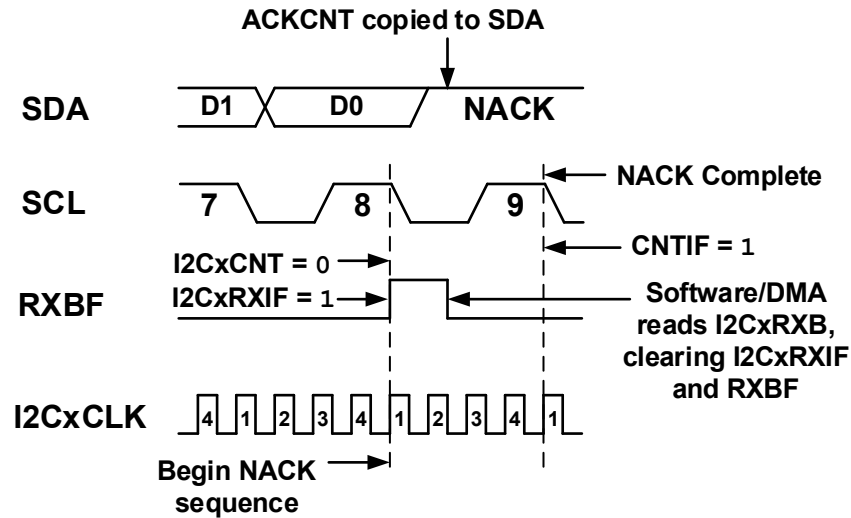 ACKCNT copied to SDA
SDA
D1
D0
NACK
SCL
7
8
9
NACK Complete
I2CxCNT = 0
CNTIF = 1
RXBF
I2CxRXIF = 1
Software/DMA
reads I2CxRXB,
clearing I2CxRXIF
and RXBF
I2CxCLK
4 1 2 3 4 1 2 3 4 1
Begin NACK
sequence